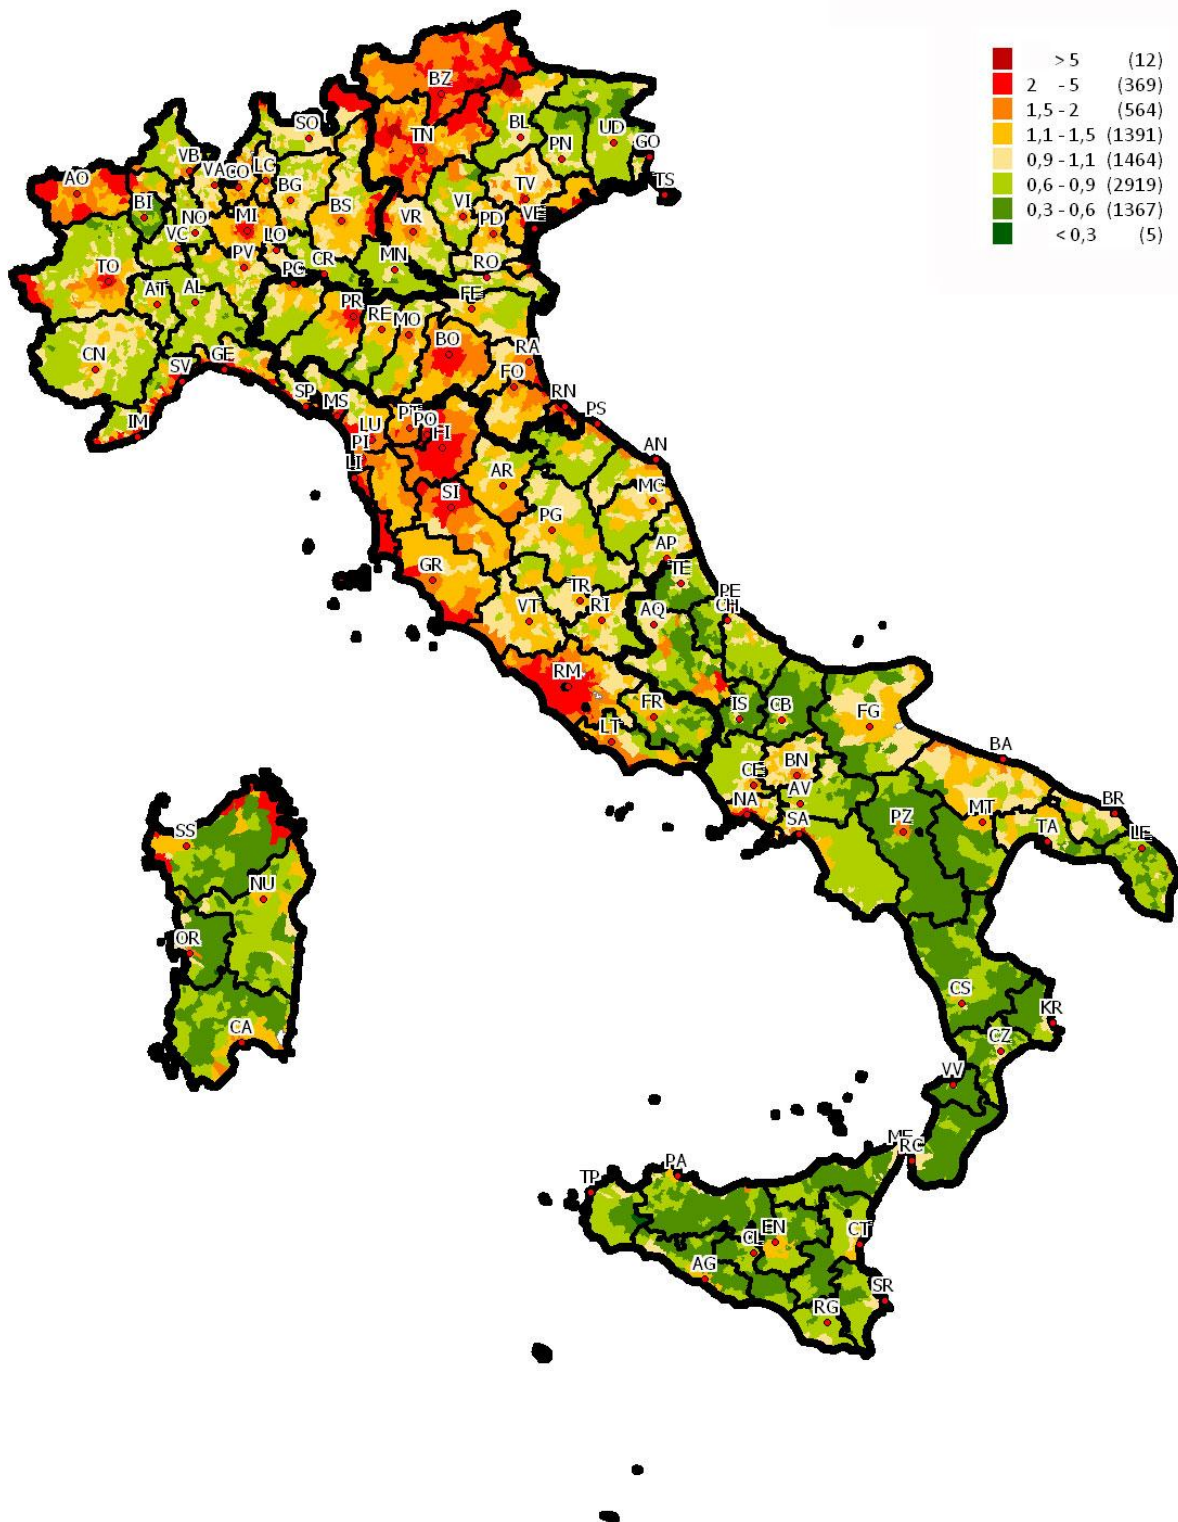 > 5 (12)
2 - 5 (369)
1,5 - 2 (564)
1,1 - 1,5 (1391)
0,9 - 1,1 (1464)
0,6 - 0,9 (2919)
0,3 - 0,6 (1367)
< 0,3 (5)
BZ
SO
TN
BL
PN
UD
GO
TS
AO
VB
VA
CO
LC
BG
BI
NO
MI
BS
VR
VI
TV
PD
VE
VC
LO
TO
PV
PC
CR
MN
RO
AT
AL
PR
RE
MO
FE
CN
SV
GE
BO
RA
FO
SP
MS
RN
PS
IM
LU
PT
PO
FI
PI
LI
AR
AN
SI
MC
PG
AP
GR
TE
TR
VT
RI
AQ
PE
CH
RM
FR
IS
CB
FG
LT
BA
CE
BN
NA
AV
SA
PZ
MT
TA
BR
LE
SS
NU
OR
CA
CS
KR
CZ
VV
ME
RC
TP
PA
EN
CL
CT
AG
SR
RG